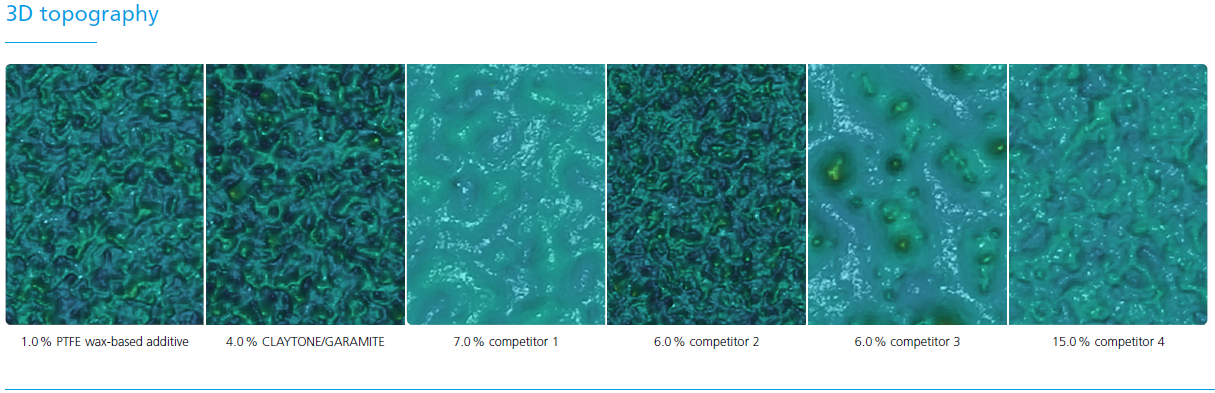 3D topography
1.0 % PTFE wax-based additive
4.0 % CLAYTONE/GARAMITE
7.0 % competitor 1
6.0 % competitor 2
6.0 % competitor 3
15.0 % competitor 4